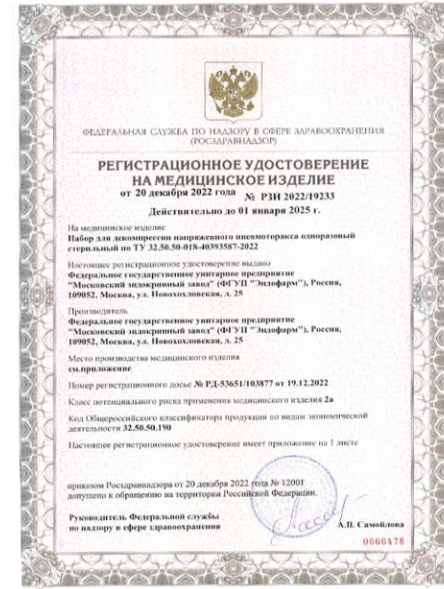 ФЕДЕРАЛЬНАЯ СЛУЖБА ПО НАДЗОРУ В СФЕРЕ ЗДРАВООХРАНЕНИЯ
(РОСЗДРАВНАДЗОР)
РЕГИСТРАЦИОННОЕ УДОСТОВЕРЕНИЕ
НА МЕДИЦИНСКОЕ ИЗДЕЛИЕ
от 20 декабря 2022 года № РЗН 2022/19233
Действительно до 01 января 2025 г.
На медицинское изделие
Набор для декомпрессии напряженного пневмоторакса одноразовый
стерильный по ТУ 32.50.50-018-40393587-2022
Настоящее регистрационное удостоверение выдано
Федеральное государственное унитарное предприятие
"Московский эндокринный завод" (ФГУП "Эндофарм"), Россия,
109052, Москва, ул. Новохохловская, д. 25
Производитель
Федеральное государственное унитарное предприятие
"Московский эндокринный завод" (ФГУП "Эндофарм"), Россия,
109052, Москва, ул. Новохохловская, д. 25
Место производства медицинского изделия
см.приложение
Номер регистрационного досье № РД-53651/103877 от 19.12.2022
Класс потенциального риска применения медицинского изделия 2а
Код Общероссийского классификатора продукции по видам экономической
деятельности 32.50.50.190
Настоящее регистрационное удостоверение имеет приложение на 1 листе
приказом Росздравнадзора от 20 декабря 2022 года № 12001
допущено к обращению на территории Российской Федерации.
Руководитель Федеральной службы
по надзору в сфере здравоохранения
А.В. Самойлова
0066478